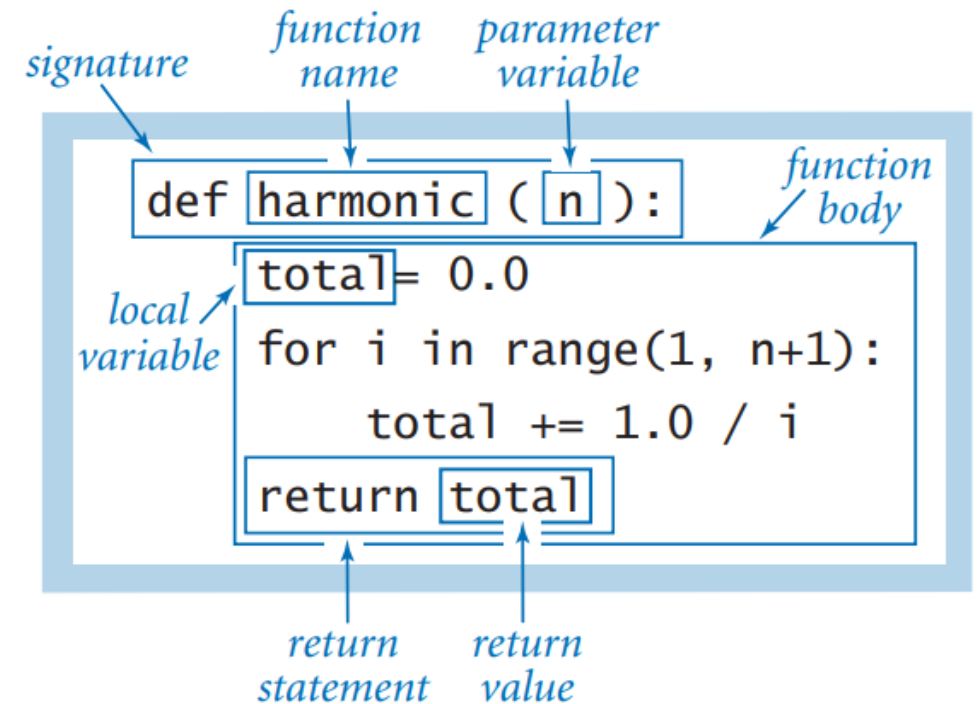 signature
function
name
parameter
variable
def harmonic ( n ):
function
body
total= 0.0
local
variable
for i in range(1, n+1):
total += 1.0 / i
return total
return
statement
return
value